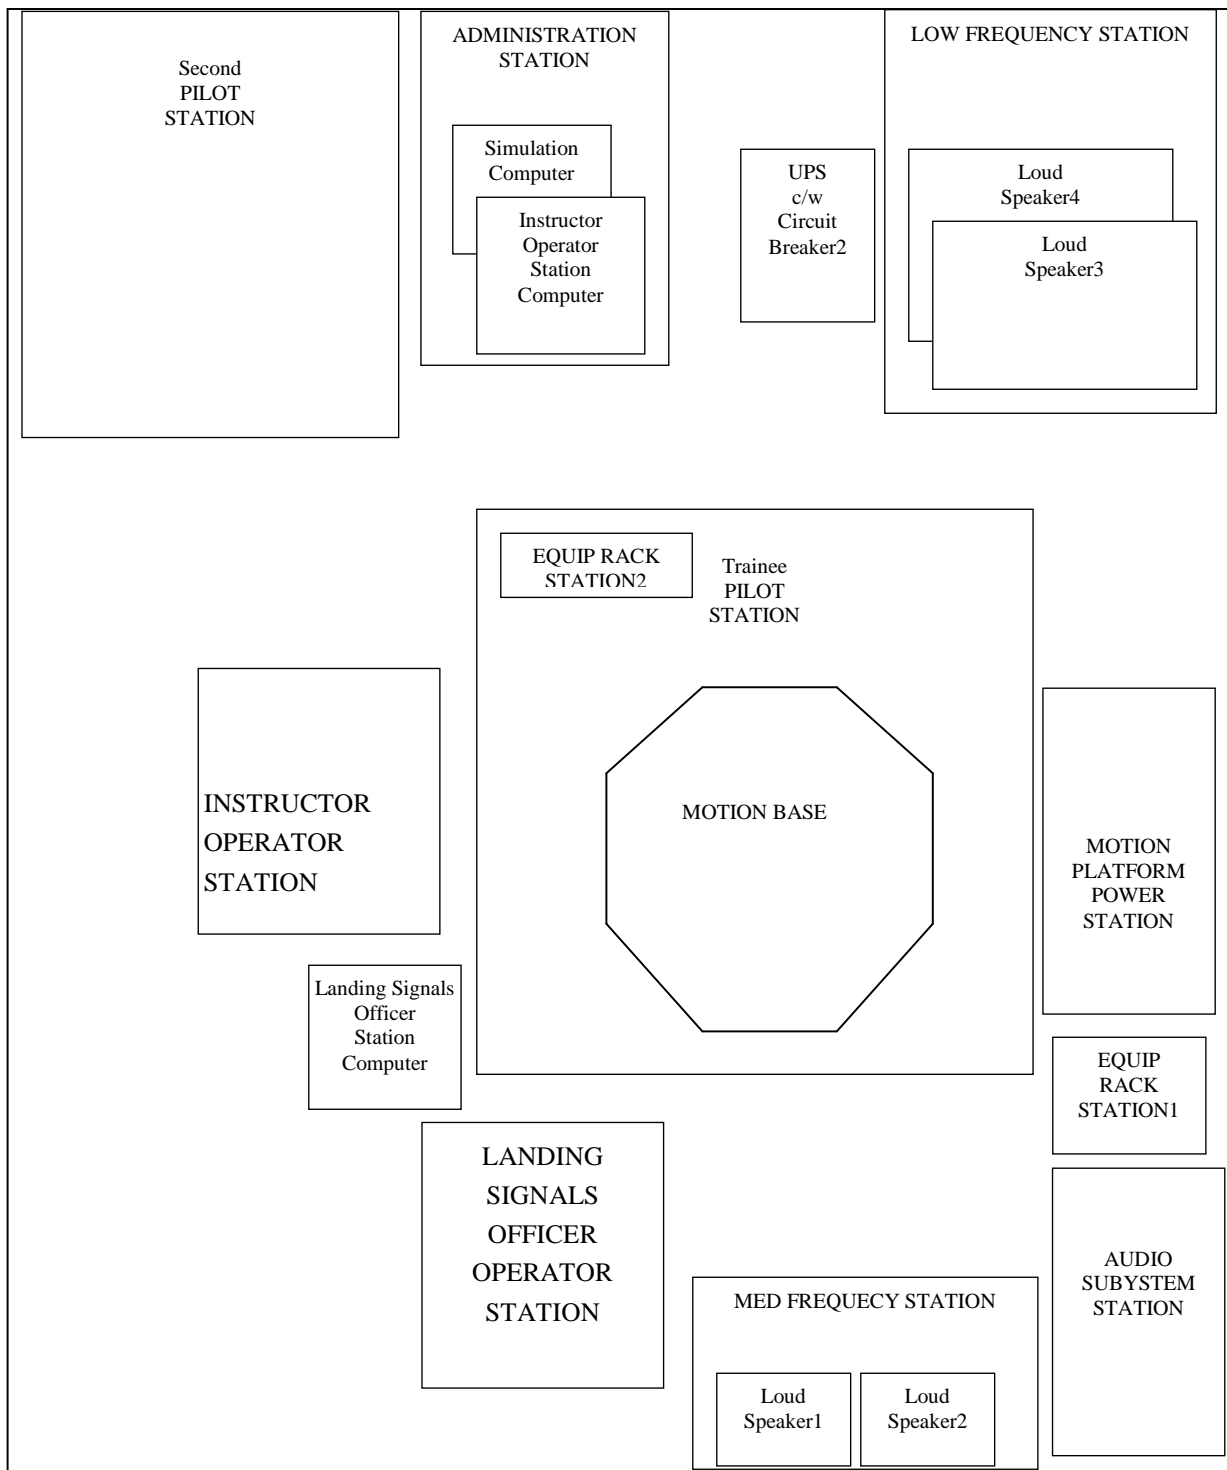 Second
PILOT
STATION
ADMINISTRATION
STATION
Simulation
Computer
Instructor
Operator
Station
Computer
UPS
c/w
Circuit
Breaker2
LOW FREQUENCY STATION
Loud
Speaker4
Loud
Speaker3
EQUIP RACK
STATION2
Trainee
PILOT
STATION
MOTION BASE
INSTRUCTOR
OPERATOR
STATION
MOTION
PLATFORM
POWER
STATION
Landing Signals
Officer
Station
Computer
EQUIP
RACK
STATION1
LANDING
SIGNALS
OFFICER
OPERATOR
STATION
MED FREQUECY STATION
Loud
Speaker1
Loud
Speaker2
AUDIO
SUBYSTEM
STATION